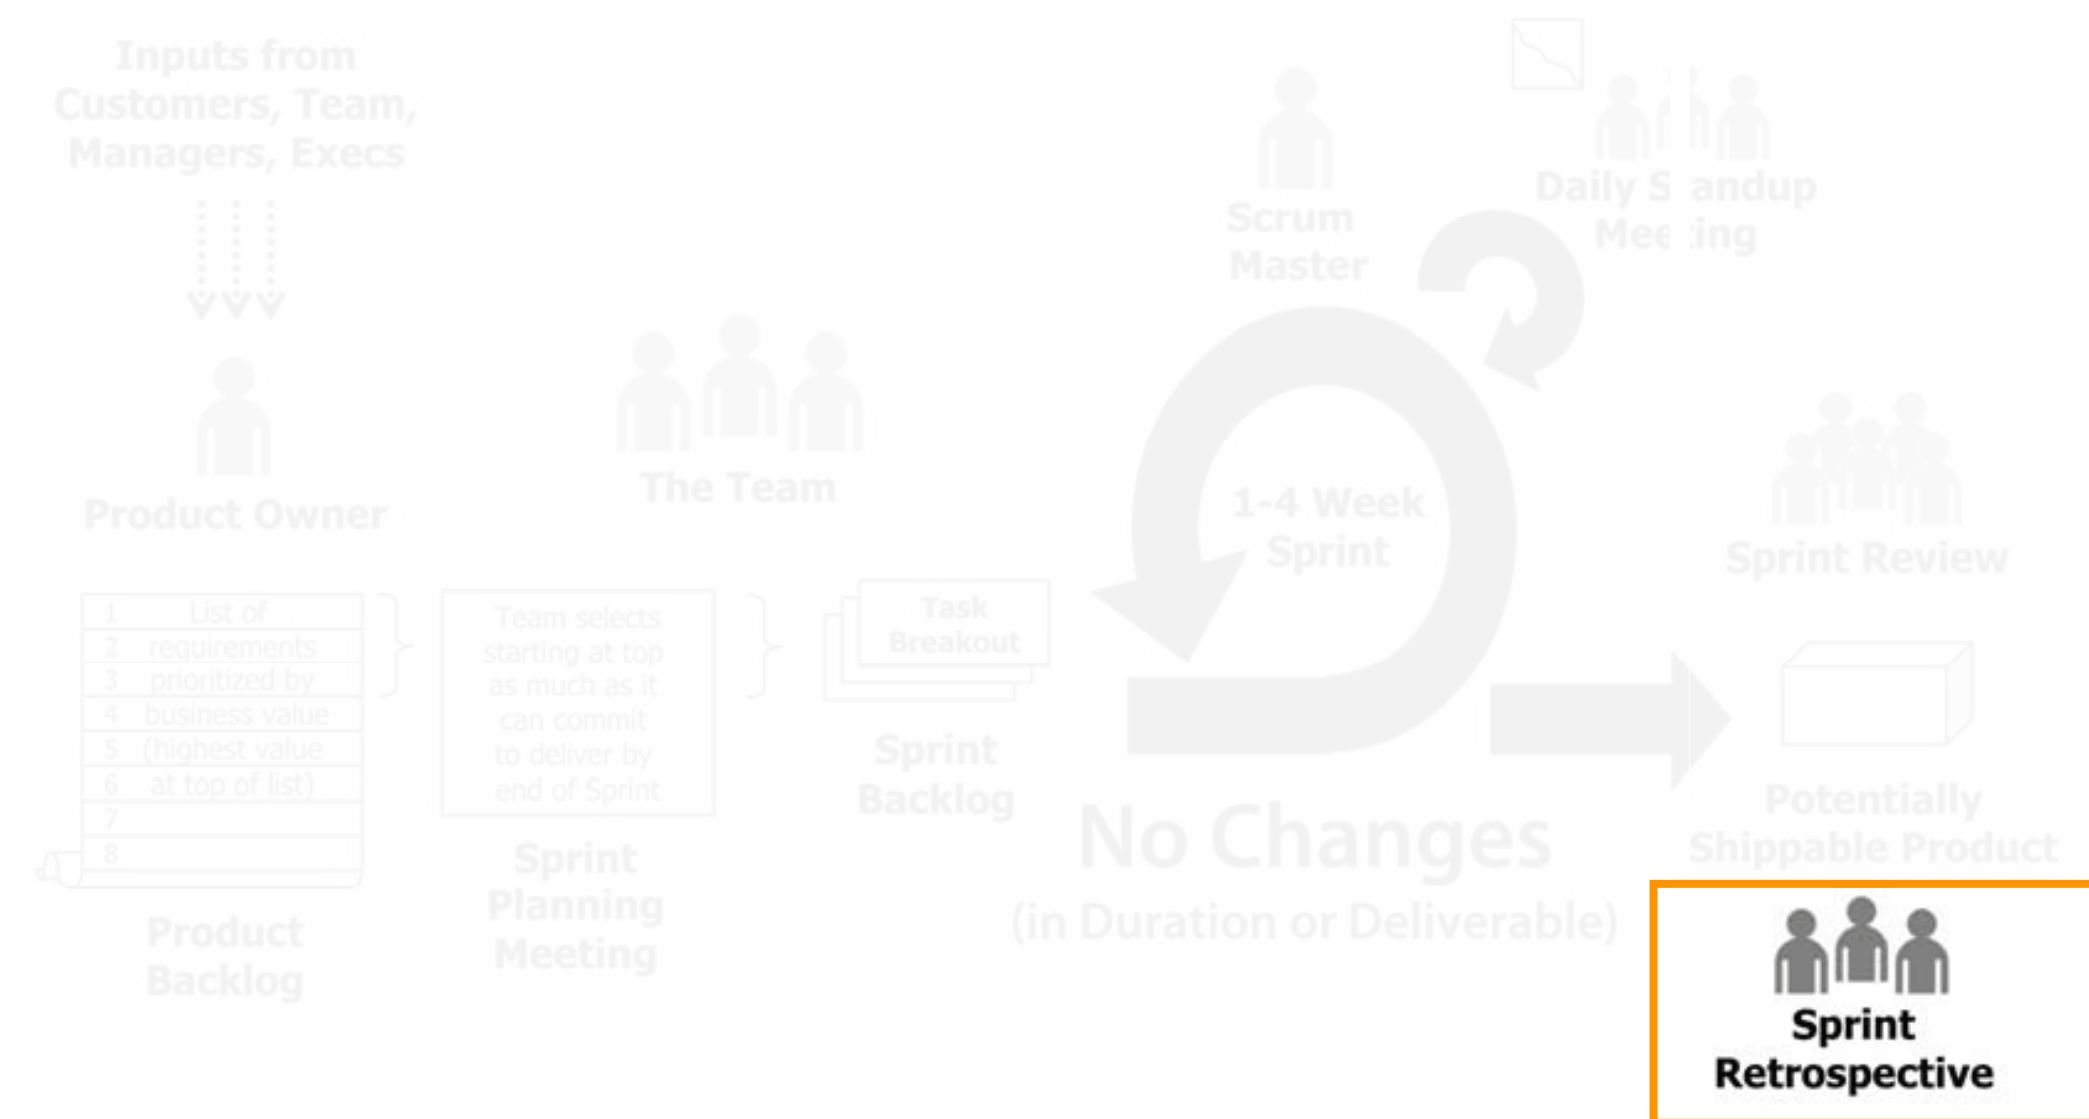 Inputs from
Customers, Team,
Managers, Execs
Product Owner
The Team
Scrum
Master
Daily Standup
Meeting
1-4 Week
Sprint
Sprint Review
1 List of
2 requirements
3 prioritized by
4 business value
5 (highest value
6 at top of list)
7
8
Product
Backlog
Team selects
starting at top
as much as it
can commit
to deliver by
end of Sprint
Sprint
Planning
Meeting
Task
Breakout
Sprint
Backlog
No Changes
(in Duration or Deliverable)
Potentially
Shippable Product
Sprint
Retrospective